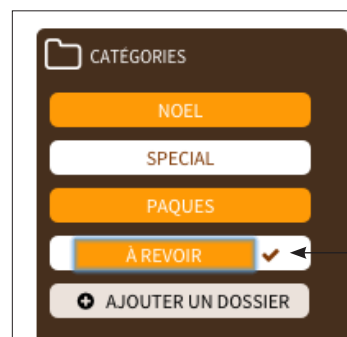 CATÉGORIES
NOEL
SPECIAL
PAQUES
À REVOIR
AJOUTER UN DOSSIER